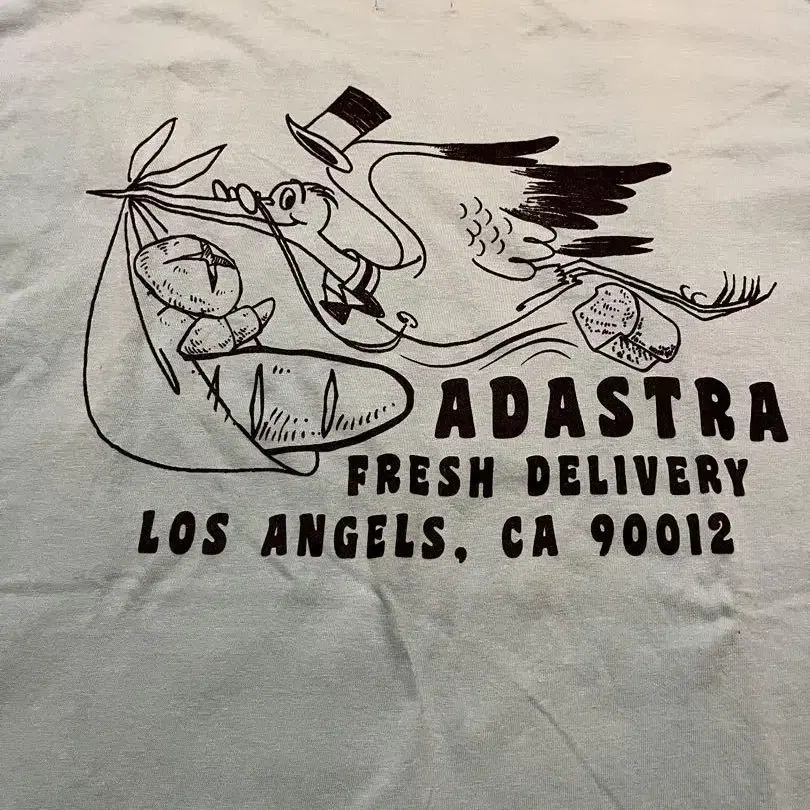 ADASTRA
FRESH DELIVERY
LOS ANGELS, CA 90012